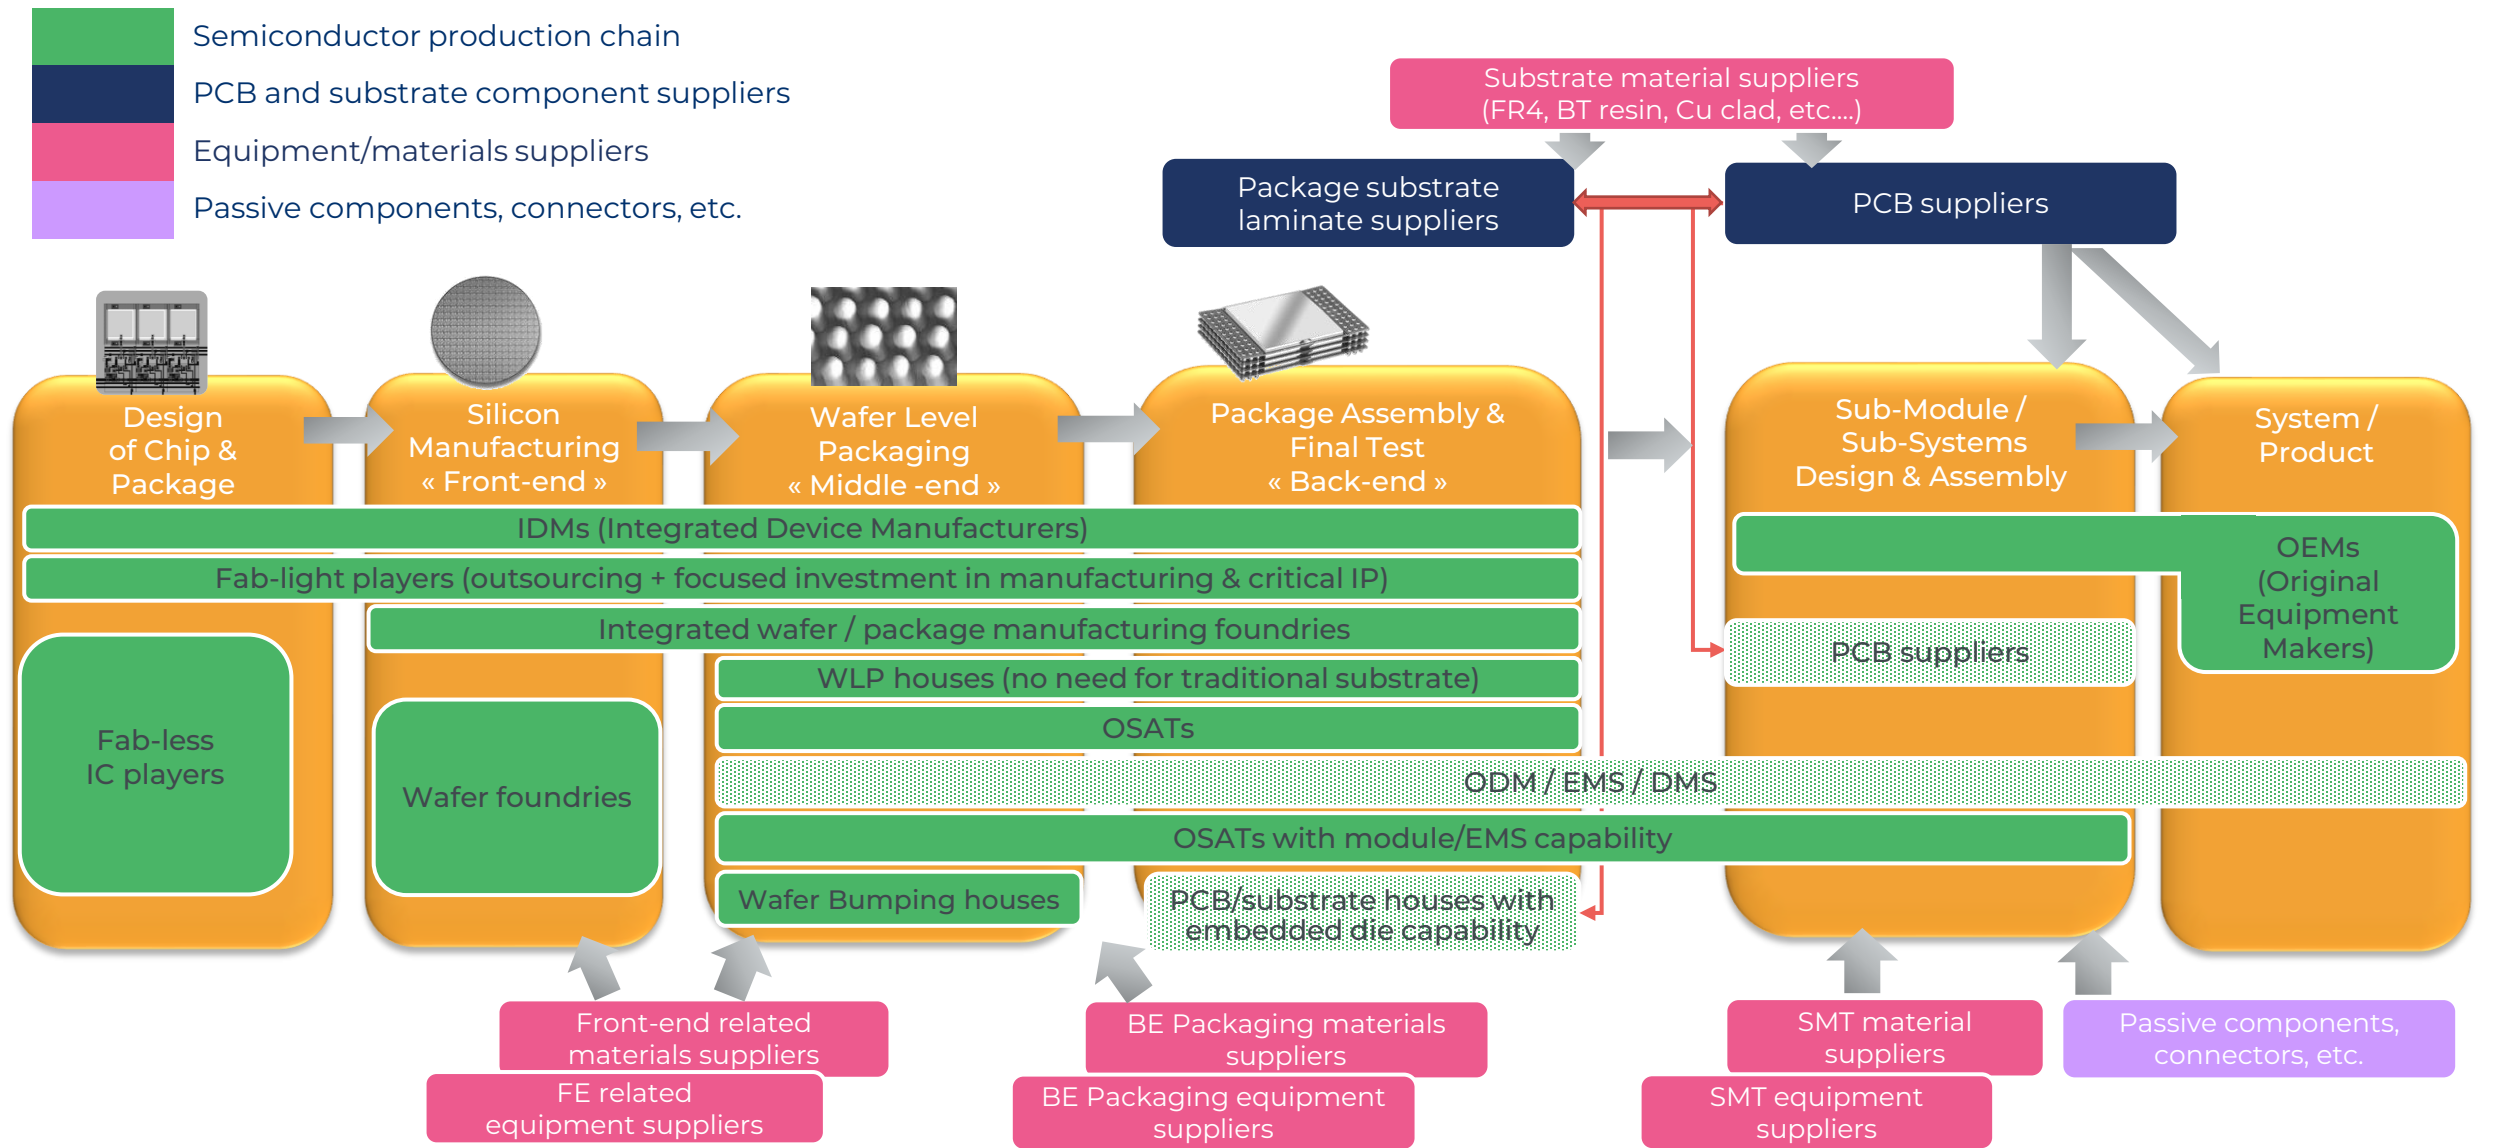 Semiconductor production chain
PCB and substrate component suppliers
Equipment/materials suppliers
Passive components, connectors, etc.
Substrate material suppliers
(FR4, BT resin, Cu clad, etc....)
Package substrate
laminate suppliers
PCB suppliers
Design
of Chip &
Package
Silicon
Manufacturing
« Front-end »
Wafer Level
Packaging
« Middle -end »
Package Assembly &
Final Test
« Back-end »
Sub-Module /
Sub-Systems
Design & Assembly
System /
Product
IDMs (Integrated Device Manufacturers)
Fab-light players (outsourcing + focused investment in manufacturing & critical IP)
Integrated wafer / package manufacturing foundries
WLP houses (no need for traditional substrate)
OSATs
ODM / EMS / DMS
OSATs with module/EMS capability
Fab-less
IC players
Wafer foundries
Wafer Bumping houses
PCB/substrate houses with
embedded die capability
PCB suppliers
OEMs
(Original
Equipment
Makers)
Front-end related
materials suppliers
FE related
equipment suppliers
BE Packaging materials
suppliers
BE Packaging equipment
suppliers
SMT material
suppliers
SMT equipment
suppliers
Passive components,
connectors, etc.